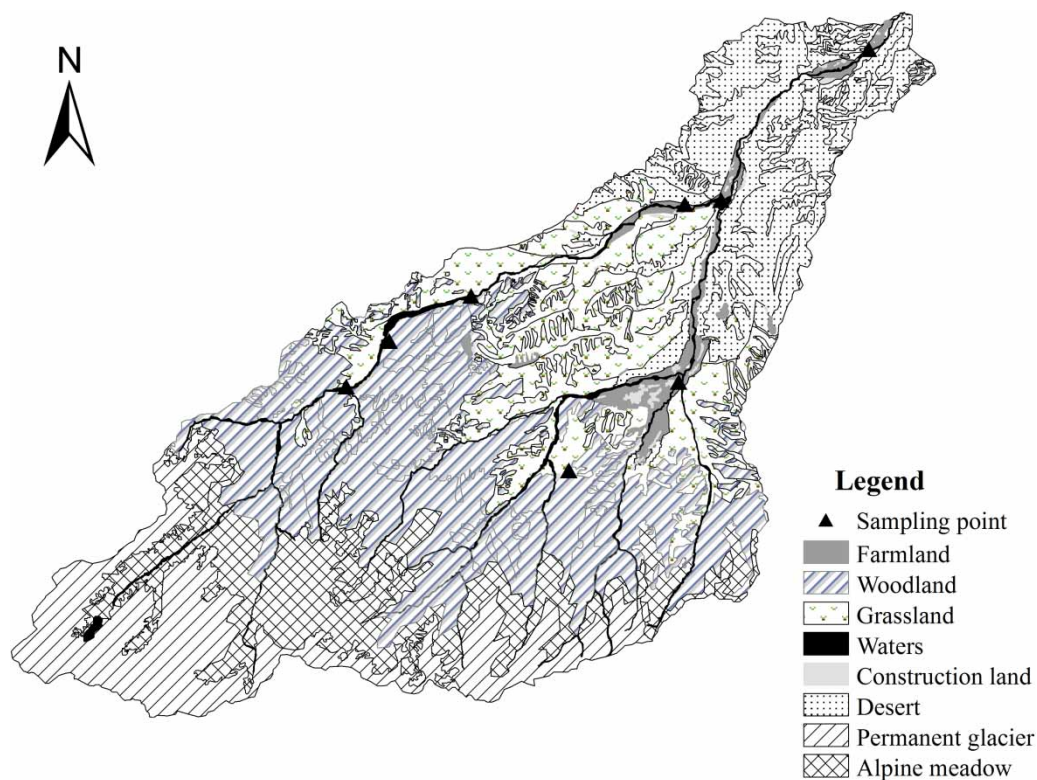 N
Legend
Sampling point
Farmland
Woodland
Grassland
Waters
Construction land
Desert
Permanent glacier
Alpine meadow